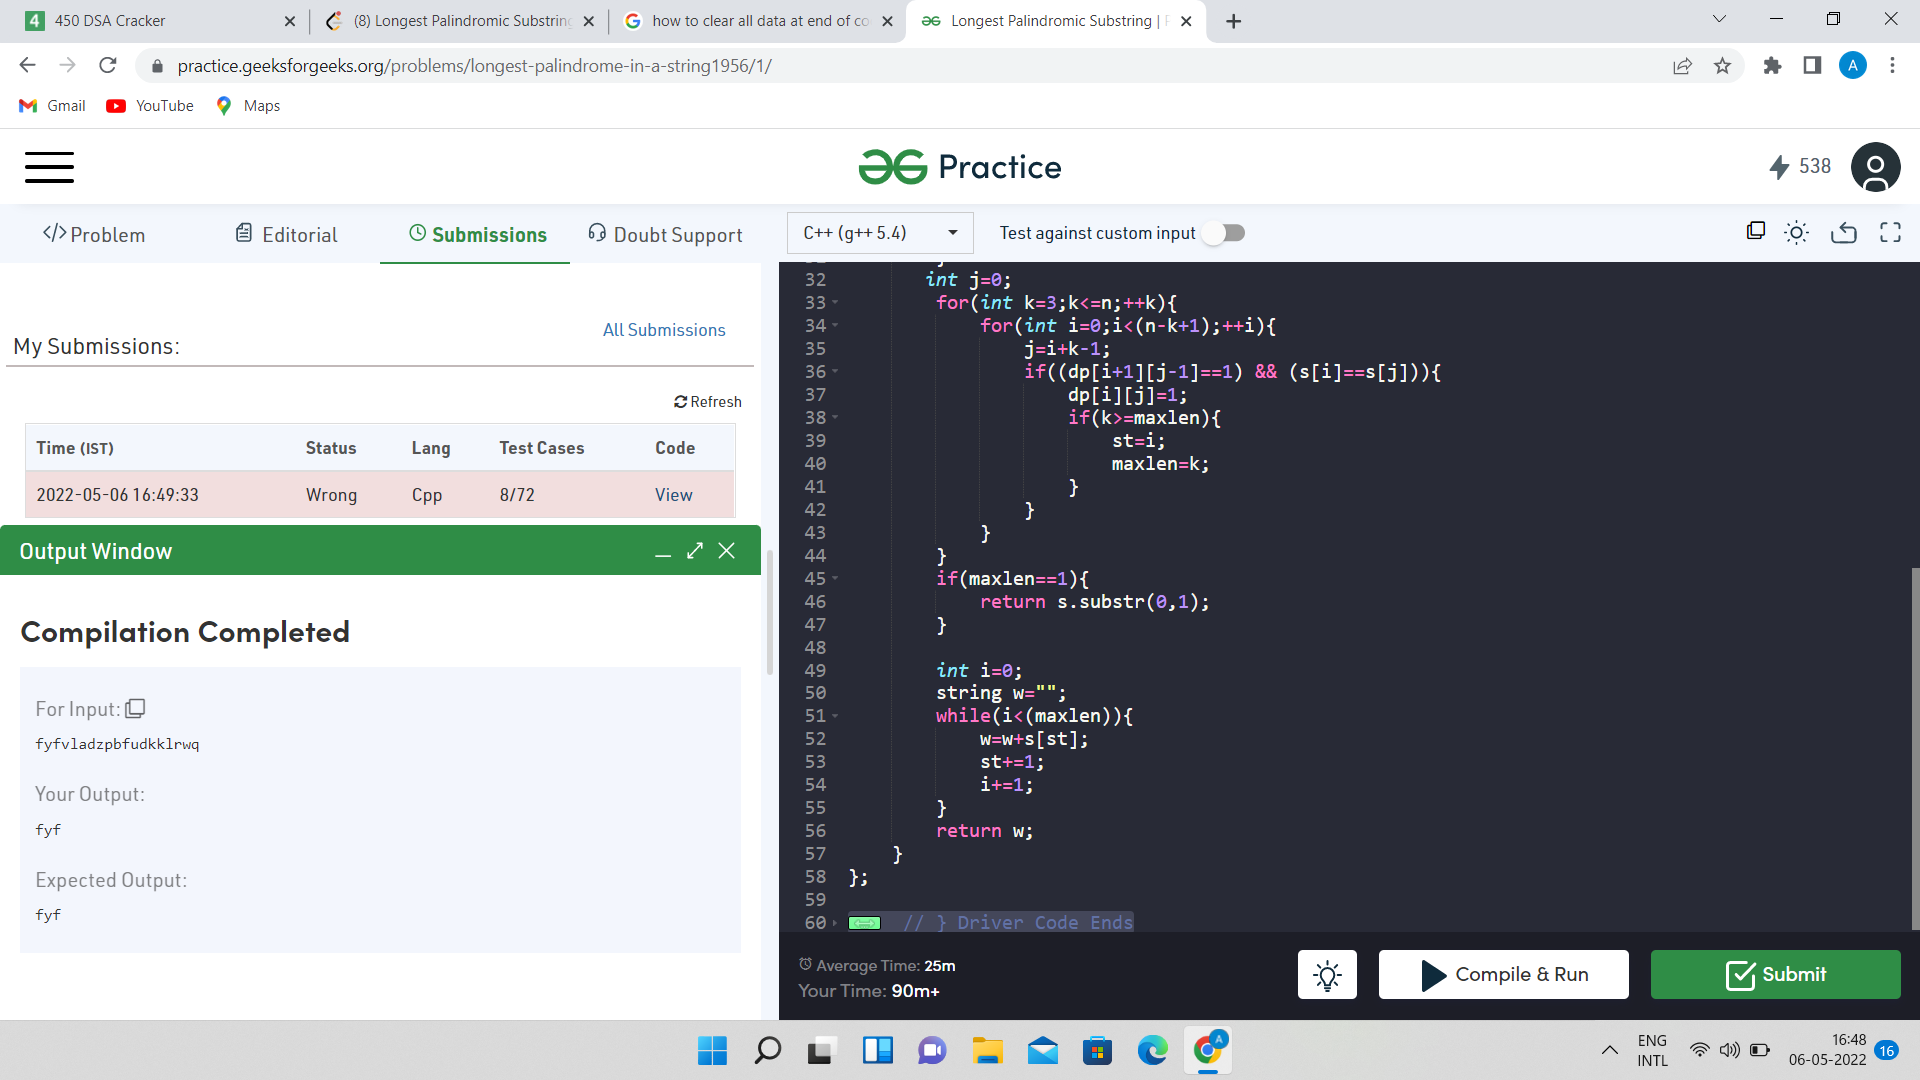 450 DSA Cracker
(8) Longest Palindromic Substring
how to clear all data at end of co
Longest Palindromic Substring |
practice.geeksforgeeks.org/problems/longest-palindrome-in-a-string1956/1/
A
Gmail
YouTube
Maps
Practice
538
Problem
Editorial
Submissions
Doubt Support
C++ (g++ 5.4)
Test against custom input
All Submissions
My Submissions:
Refresh
Time (IST) Status Lang Test Cases Code
2022-05-06 16:49:33 Wrong Cpp 8/72 View
Output Window
Compilation Completed
For Input:
fyfvladzpbfudkklrwq
Your Output:
fyf
Expected Output:
fyf
32 int j=0;
33 for(int k=3;k<=n;++k){
34 for(int i=0;i<(n-k+1);++i){
35 j=i+k-1;
36 if((dp[i+1][j-1]==1) && (s[i]==s[j])){
37 dp[i][j]=1;
38 if(k>=maxlen){
39 st=i;
40 maxlen=k;
41 }
42 }
43 }
44 }
45 if(maxlen==1){
46 return s.substr(0,1);
47 }
48
49 int i=0;
50 string w="";
51 while(i<(maxlen)){
52 w=w+s[st];
53 st+=1;
54 i+=1;
55 }
56 return w;
57 }
58 };
59
60 // } Driver Code Ends
Average Time: 25m
Your Time: 90m+
Compile & Run
Submit
ENG
INTL
16:48
06-05-2022
16